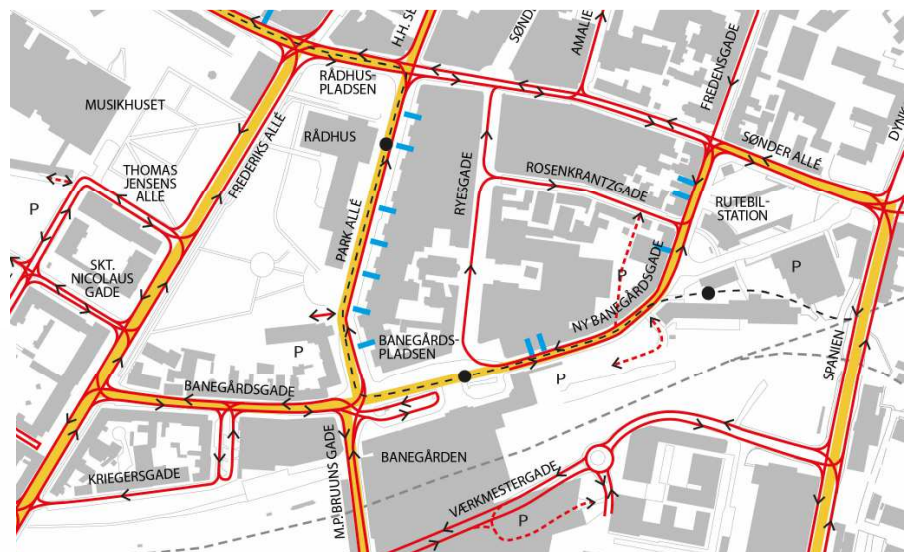 H.H. SE
SØND
AMALIE
FREDENSGADE
DYNK
RÅDHUS-
PLADSEN
MUSIKHUSET
RÅDHUS
FREDERIKS ALLÉ
SØNDER ALLÉ
THOMAS
JENSENS
ALLE
P
ROSENKRANTZGADE
RYESGADE
PARK ALLÉ
RUTEBIL-
STATION
SKT.
NICOLAUS
GADE
P
P
NY BANEGÅRDSGADE
BANEGÅRDS-
PLADSEN
P
SPANIEN
P
BANEGÅRDSGADE
KRIEGERSGADE
M.P. BRUUNS GADE
BANEGÅRDEN
VÆRKMESTERGADE
P